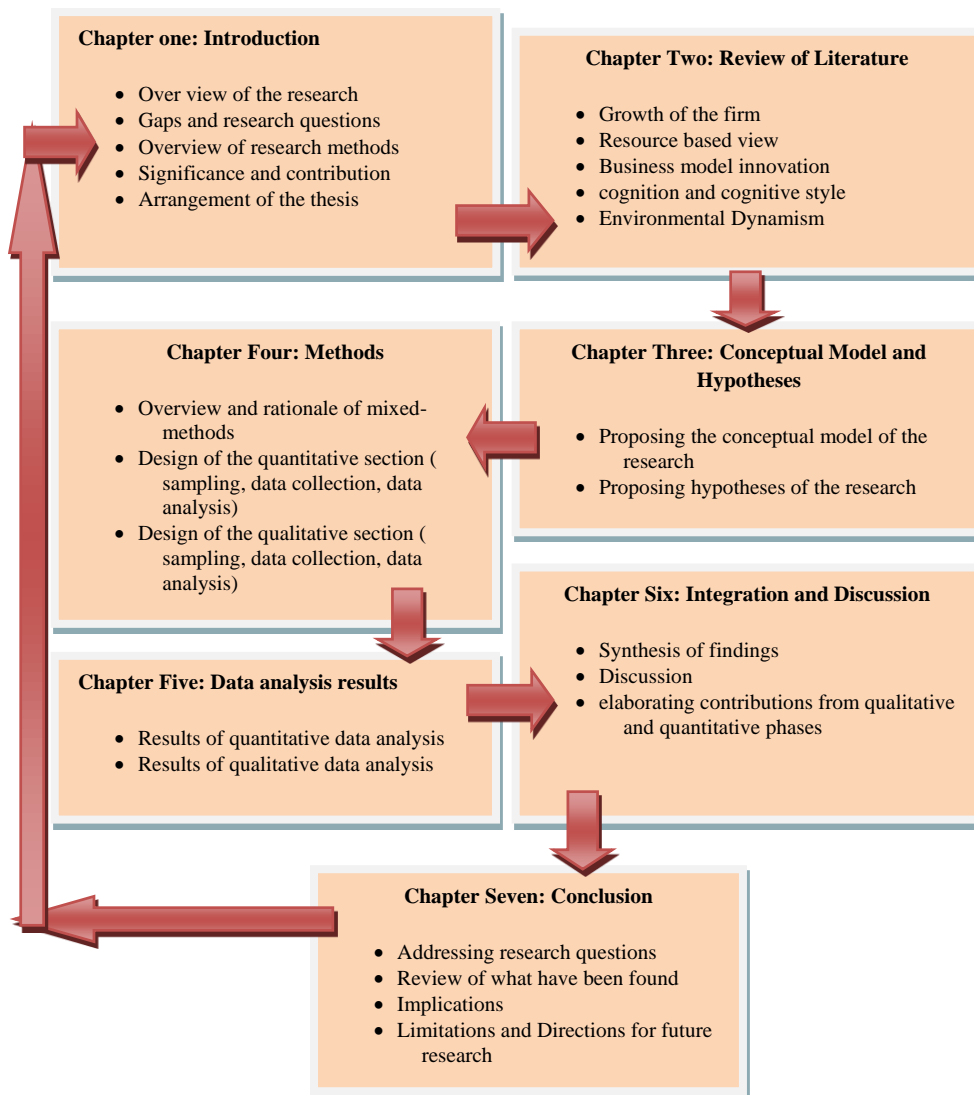 Chapter one: Introduction
• Over view of the research
• Gaps and research questions
• Overview of research methods
• Significance and contribution
• Arrangement of the thesis
Chapter Two: Review of Literature
• Growth of the firm
• Resource based view
• Business model innovation
• cognition and cognitive style
• Environmental Dynamism
Chapter Three: Conceptual Model and
Hypotheses
• Proposing the conceptual model of the
research
• Proposing hypotheses of the research
Chapter Four: Methods
• Overview and rationale of mixed-
methods
• Design of the quantitative section (
sampling, data collection, data
analysis)
• Design of the qualitative section (
sampling, data collection, data
analysis)
Chapter Five: Data analysis results
• Results of quantitative data analysis
• Results of qualitative data analysis
Chapter Six: Integration and Discussion
• Synthesis of findings
• Discussion
• elaborating contributions from qualitative
and quantitative phases
Chapter Seven: Conclusion
• Addressing research questions
• Review of what have been found
• Implications
• Limitations and Directions for future
research